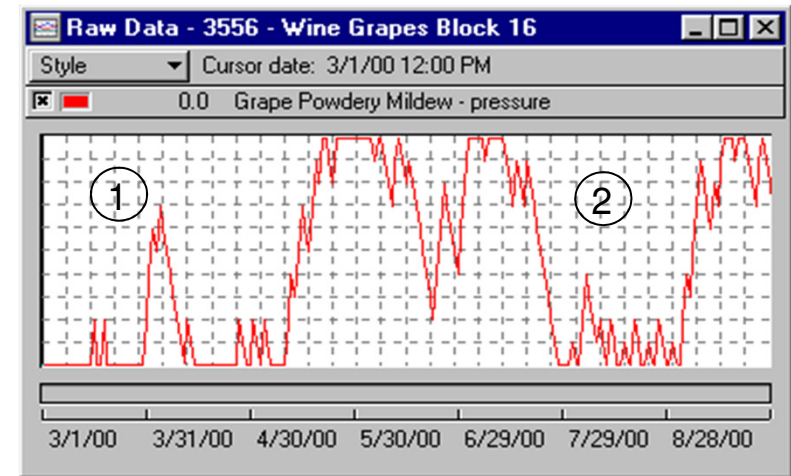 Raw Data - 3556 - Wine Grapes Block 16
Style Cursor date: 3/1/00 12:00 PM
0.0 Grape Powdery Mildew - pressure
1
2
3/1/00 3/31/00 4/30/00 5/30/00 6/29/00 7/29/00 8/28/00